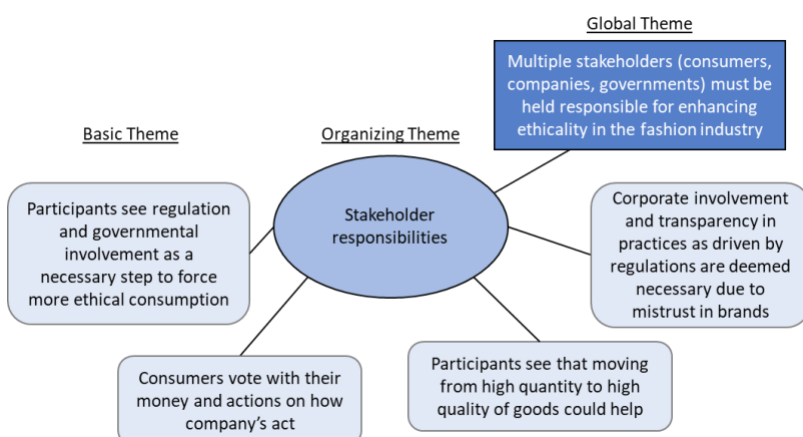 Global Theme
Multiple stakeholders (consumers,
companies, governments) must be
held responsible for enhancing
ethicality in the fashion industry
Basic Theme
Organizing Theme
Stakeholder
responsibilities
Participants see regulation
and governmental
involvement as a
necessary step to force
more ethical consumption
Corporate involvement
and transparency in
practices as driven by
regulations are deemed
necessary due to
mistrust in brands
Consumers vote with their
money and actions on how
company's act
Participants see that moving
from high quantity to high
quality of goods could help